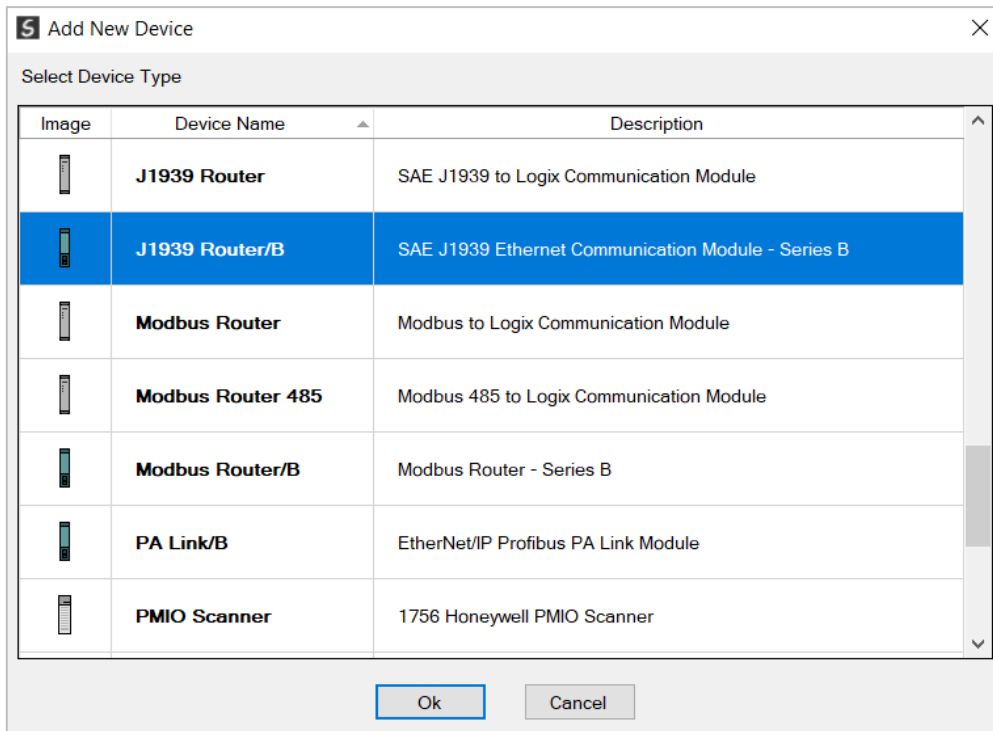 Add New Device
Select Device Type
Image Device Name Description
J1939 Router SAE J1939 to Logix Communication Module
J1939 Router/B SAE J1939 Ethernet Communication Module - Series B
Modbus Router Modbus to Logix Communication Module
Modbus Router 485 Modbus 485 to Logix Communication Module
Modbus Router/B Modbus Router - Series B
PA Link/B EtherNet/IP Profibus PA Link Module
PMIO Scanner 1756 Honeywell PMIO Scanner
Ok Cancel